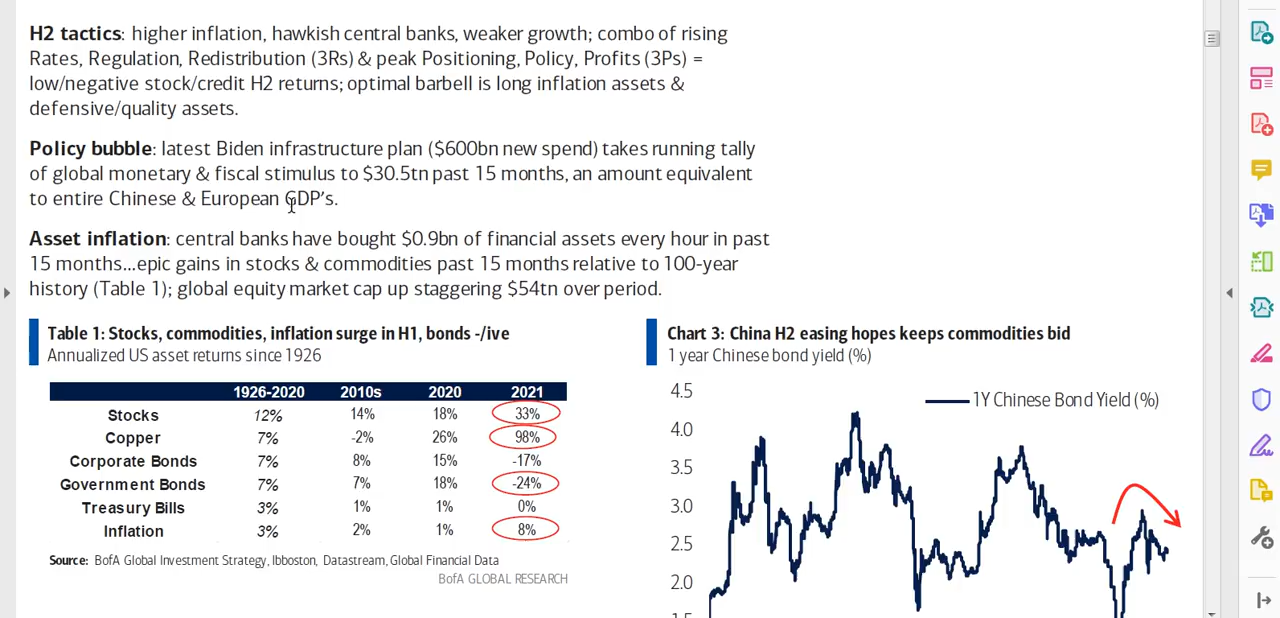 H2 tactics: higher inflation, hawkish central banks, weaker growth; combo of rising
Rates, Regulation, Redistribution (3Rs) & peak Positioning, Policy, Profits (3Ps) =
low/negative stock/credit H2 returns; optimal barbell is long inflation assets &
defensive/quality assets.
Policy bubble: latest Biden infrastructure plan ($600bn new spend) takes running tally
of global monetary & fiscal stimulus to $30.5tn past 15 months, an amount equivalent
to entire Chinese & European GDP's.
Asset inflation: central banks have bought $0.9bn of financial assets every hour in past
15 months...epic gains in stocks & commodities past 15 months relative to 100-year
history (Table 1); global equity market cap up staggering $54tn over period.
Table 1: Stocks, commodities, inflation surge in H1, bonds -/ive
Annualized US asset returns since 1926
1926-2020 2010s 2020 2021
Stocks 12% 14% 18% 33%
Copper 7% -2% 26% 98%
Corporate Bonds 7% 8% 15% -17%
Government Bonds 7% 7% 18% -24%
Treasury Bills 3% 1% 1% 0%
Inflation 3% 2% 1% 8%
Source: BofA Global Investment Strategy, Ibboston, Datastream, Global Financial Data
BofA GLOBAL RESEARCH
Chart 3: China H2 easing hopes keeps commodities bid
1 year Chinese bond yield (%)
1Y Chinese Bond Yield (%)
4.5
4.0
3.5
3.0
2.5
2.0
1.5